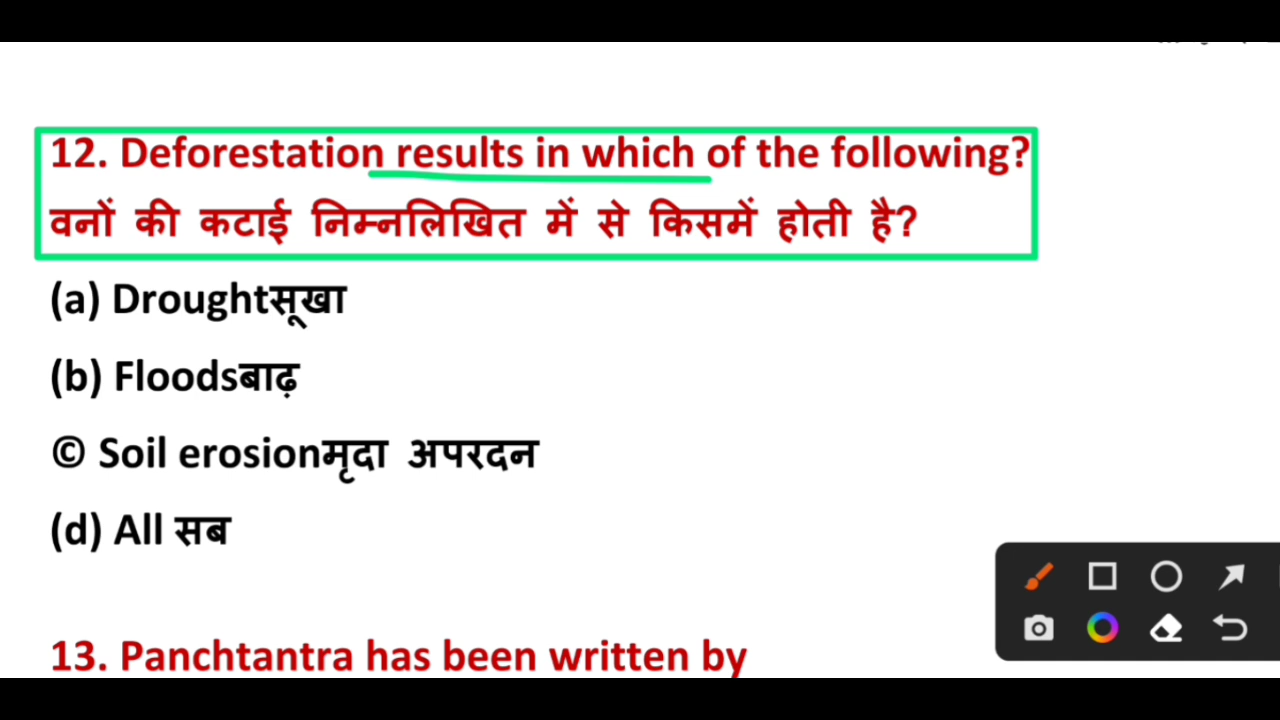 12. Deforestation results in which of the following?
वनों की कटाई निम्नलिखित में से किसमें होती है?
(a) Droughtसूखा
(b) Floodsबाढ़
© Soil erosionमृदा अपरदन
(d) All सब
13. Panchtantra has been written by